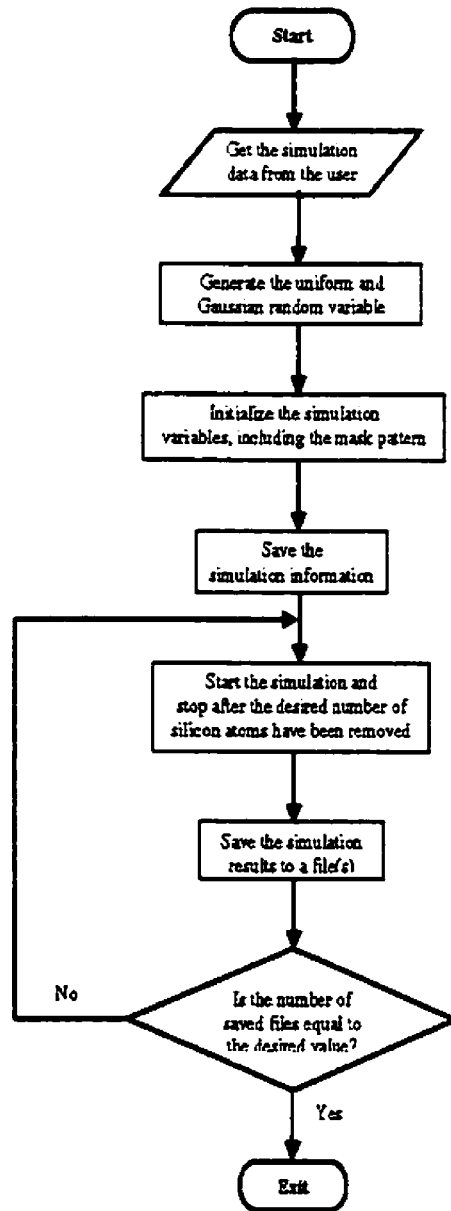 Start
Get the simulation
data from the user
Generate the uniform and
Gaussian random variable
Initialize the simulation
variables, including the mask pattern
Save the
simulation information
Start the simulation and
stop after the desired number of
silicon atoms have been removed
Save the simulation
results to a file(s)
Is the number of
saved files equal to
the desired value?
No
Yes
Exit